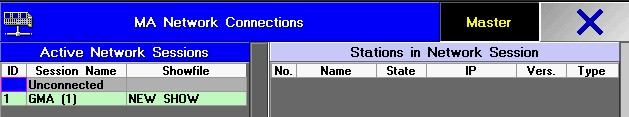 MA Network Connections Master
Active Network Sessions Stations in Network Session
ID Session Name Showfile No. Name State IP Vers. Type
Unconnected
1 GMA (1) NEW SHOW